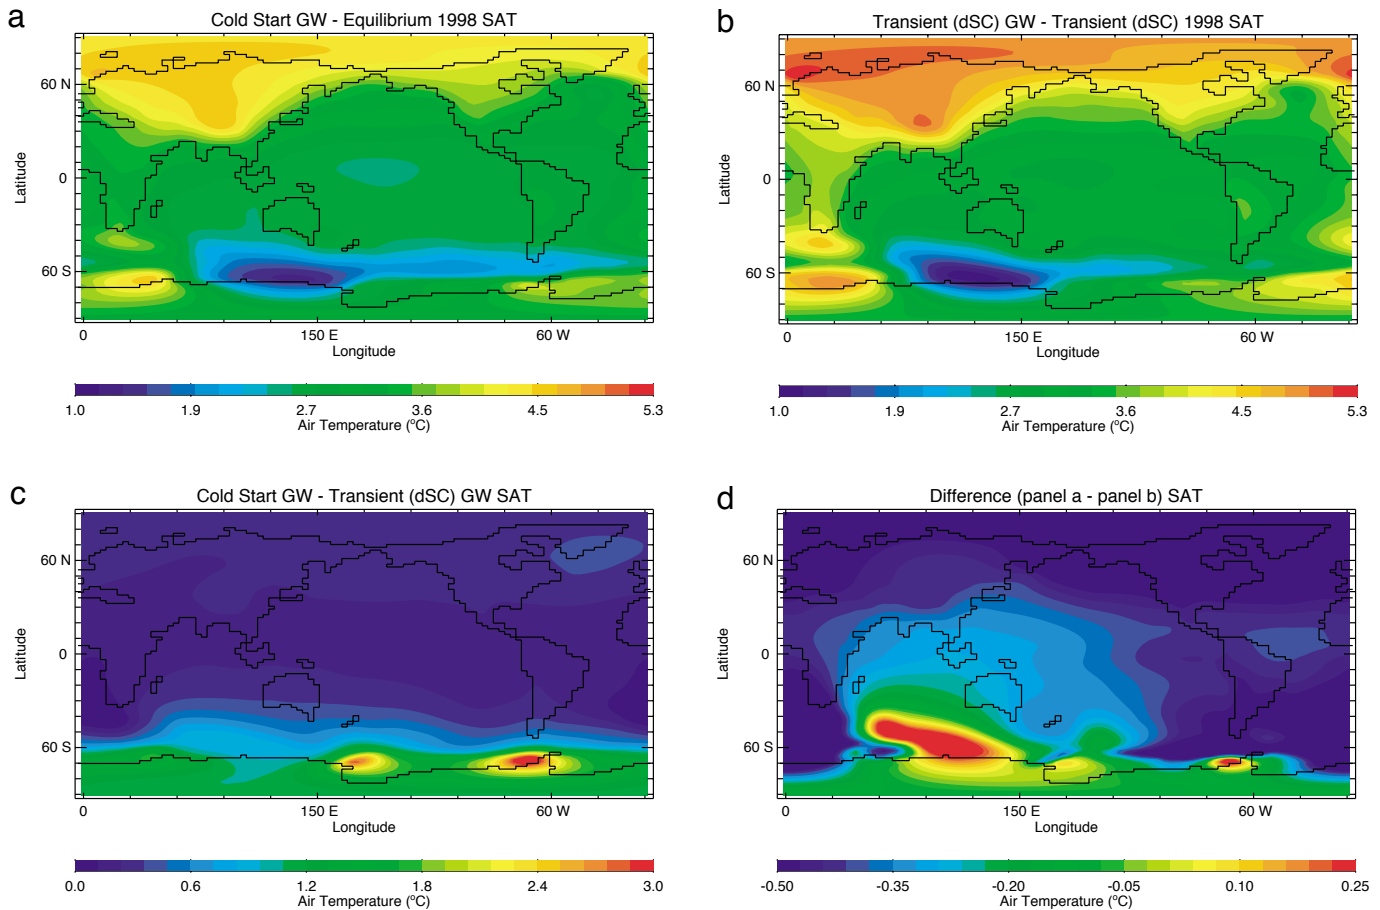 a
Cold Start GW - Equilibrium 1998 SAT
60 N
0
60 S
Latitude
0
150 E
60 W
Longitude
1.0
1.9
2.7
3.6
4.5
5.3
Air Temperature (°C)
b
Transient (dSC) GW - Transient (dSC) 1998 SAT
60 N
0
60 S
Latitude
0
150 E
60 W
Longitude
1.0
1.9
2.7
3.6
4.5
5.3
Air Temperature (°C)
c
Cold Start GW - Transient (dSC) GW SAT
60 N
0
60 S
Latitude
0
150 E
60 W
Longitude
0.0
0.6
1.2
1.8
2.4
3.0
Air Temperature (°C)
d
Difference (panel a - panel b) SAT
60 N
0
60 S
Latitude
0
150 E
60 W
Longitude
-0.50
-0.35
-0.20
-0.05
0.10
0.25
Air Temperature (°C)